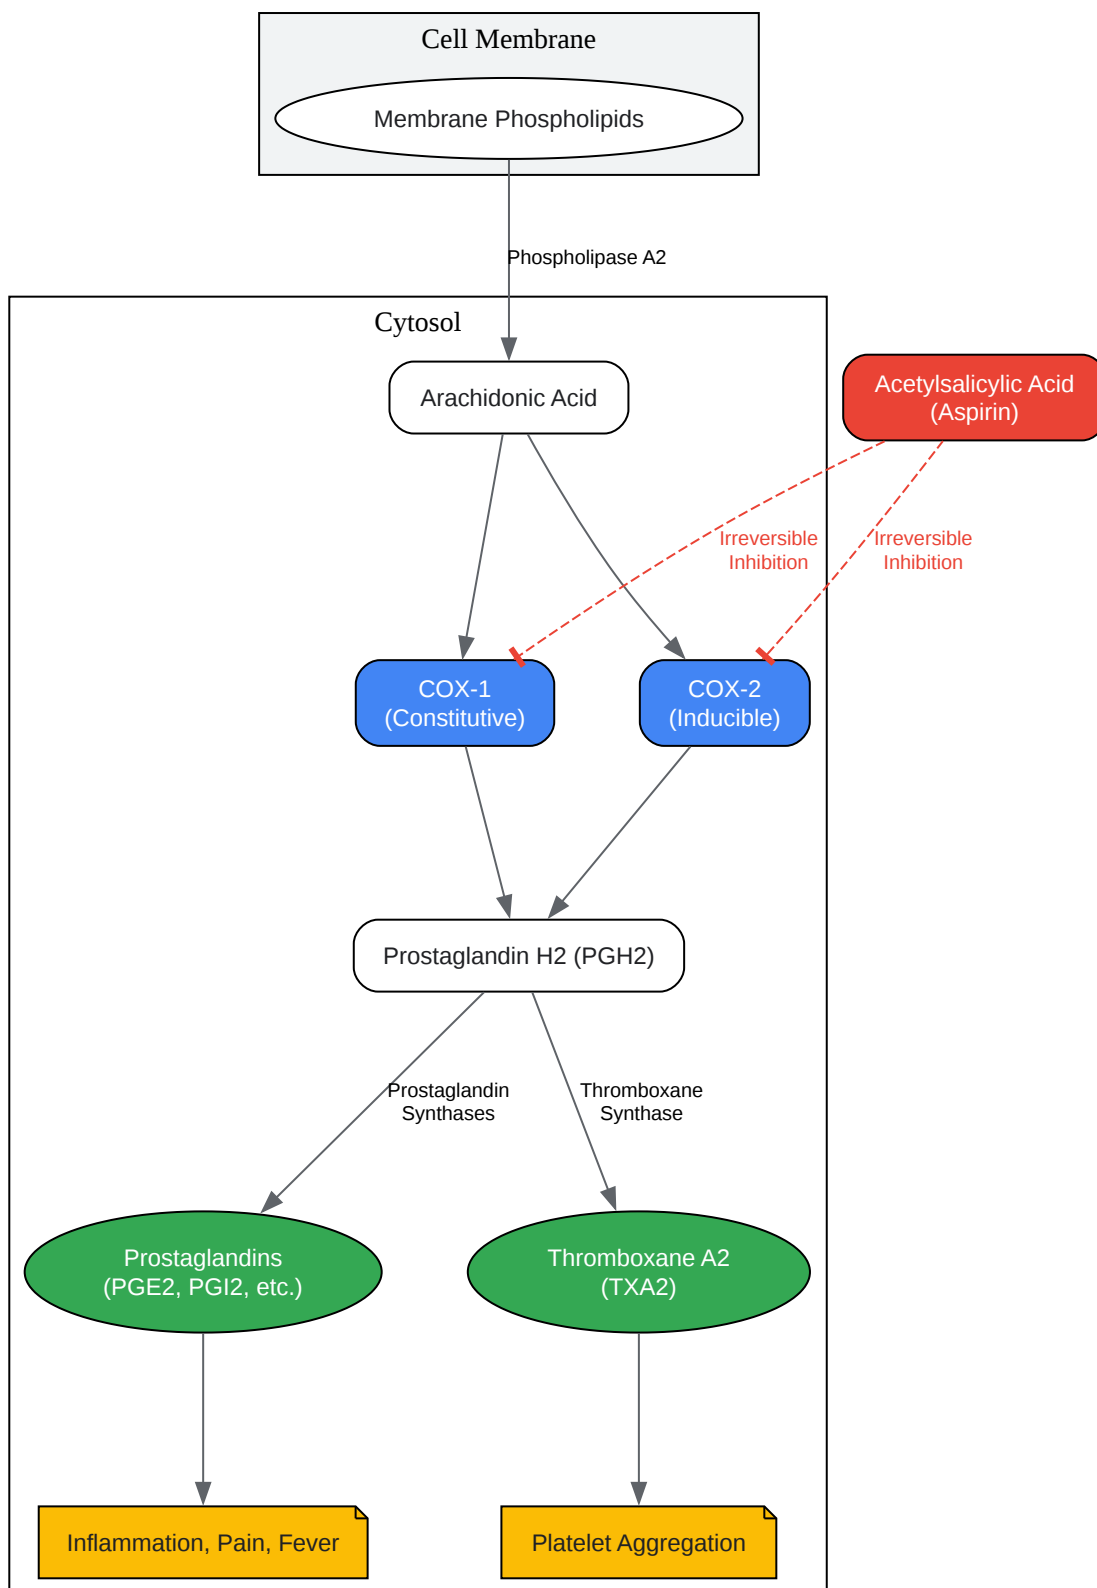 Cell Membrane
Membrane Phospholipids
Phospholipase A2
Cytosol
Arachidonic Acid
Acetylsalicylic Acid
(Aspirin)
Irreversible
Inhibition
Irreversible
Inhibition
COX-1
(Constitutive)
COX-2
(Inducible)
Prostaglandin H2 (PGH2)
Prostaglandin
Synthases
Thromboxane
Synthase
Prostaglandins
(PGE2, PGI2, etc.)
Thromboxane A2
(TXA2)
Inflammation, Pain, Fever
Platelet Aggregation